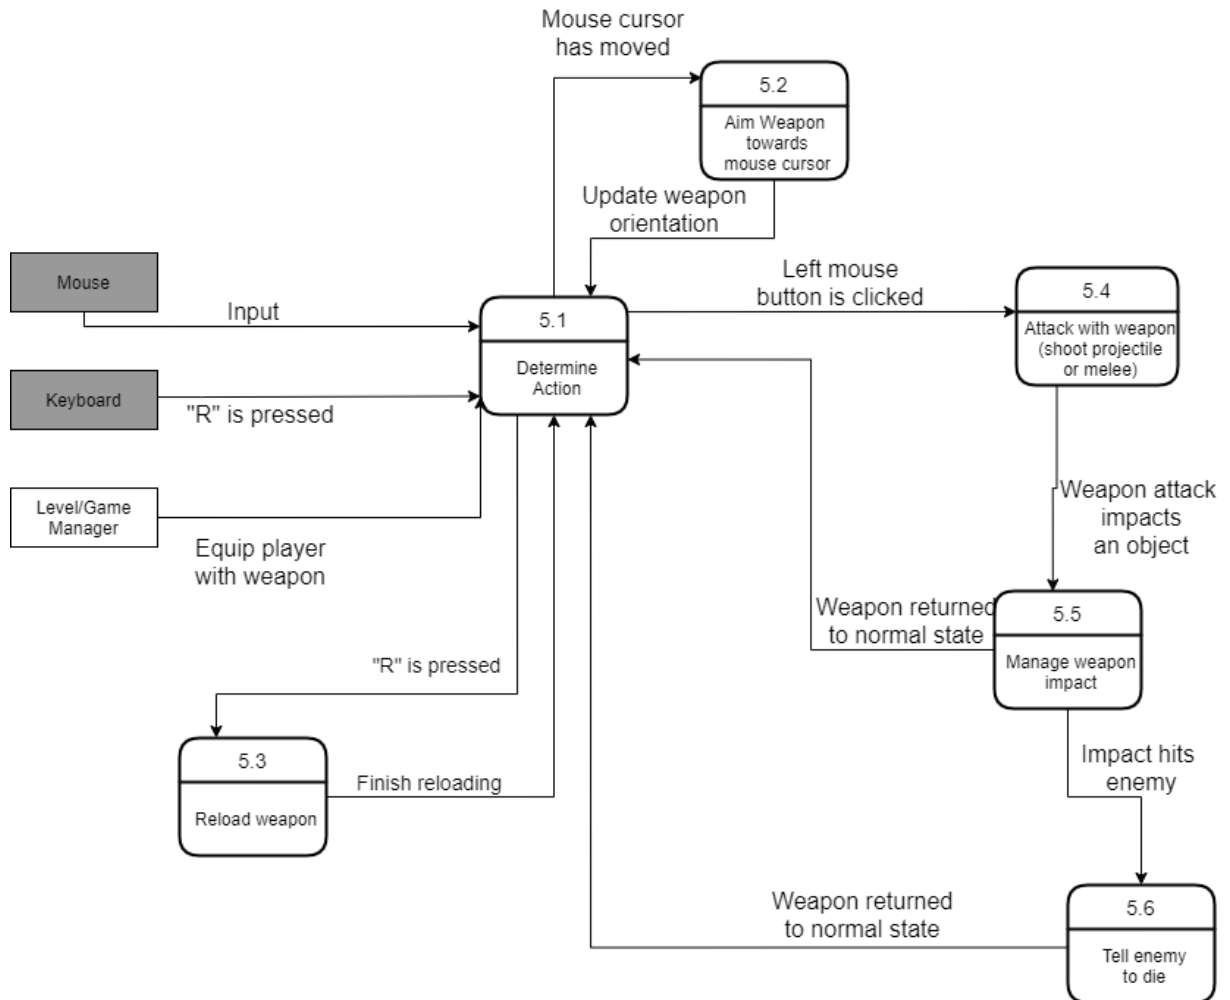 Mouse cursor
has moved
5.2
Aim Weapon
towards
mouse cursor
Update weapon
orientation
Mouse
Input
Left mouse
button is clicked
5.4
Attack with weapon
(shoot projectile
or melee)
5.1
Determine
Action
Keyboard
"R" is pressed
Level/Game
Manager
Equip player
with weapon
Weapon attack
impacts
an object
Weapon returned
to normal state
5.5
Manage weapon
impact
"R" is pressed
5.3
Reload weapon
Finish reloading
Impact hits
enemy
Weapon returned
to normal state
5.6
Tell enemy
to die